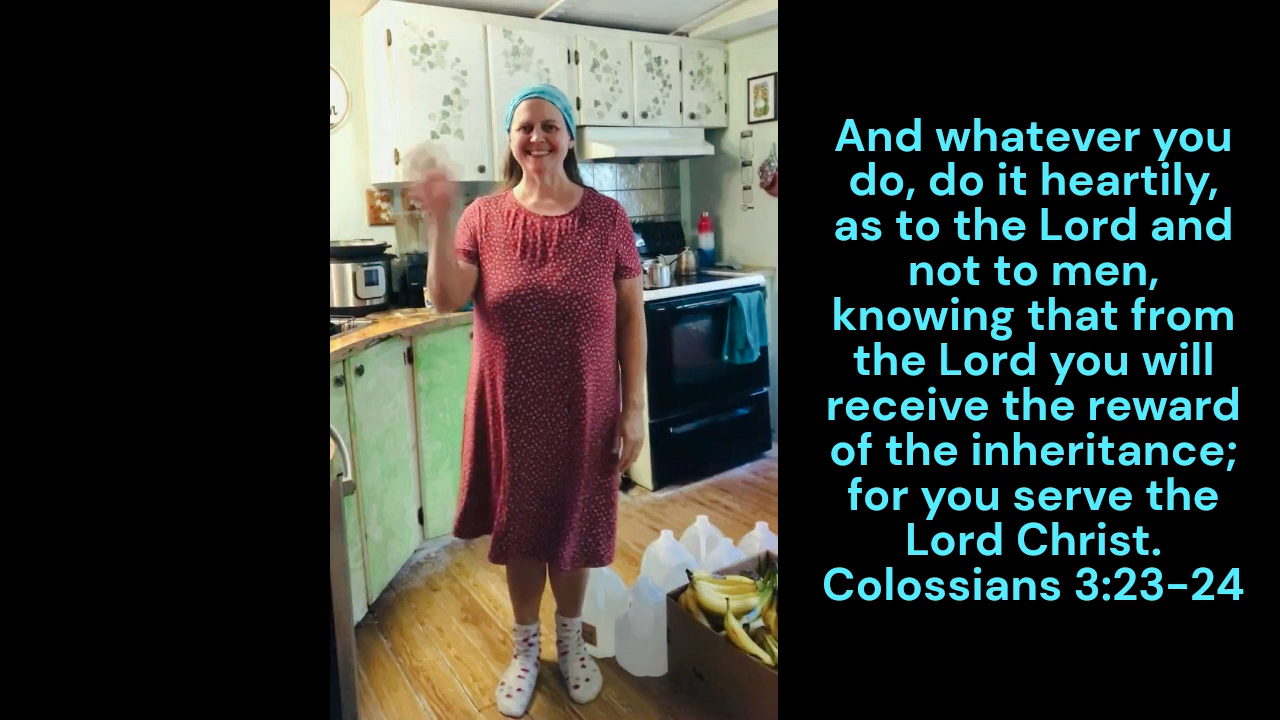 And whatever you
do, do it heartily,
as to the Lord and
not to men,
knowing that from
the Lord you will
receive the reward
of the inheritance;
for you serve the
Lord Christ.
Colossians 3:23-24